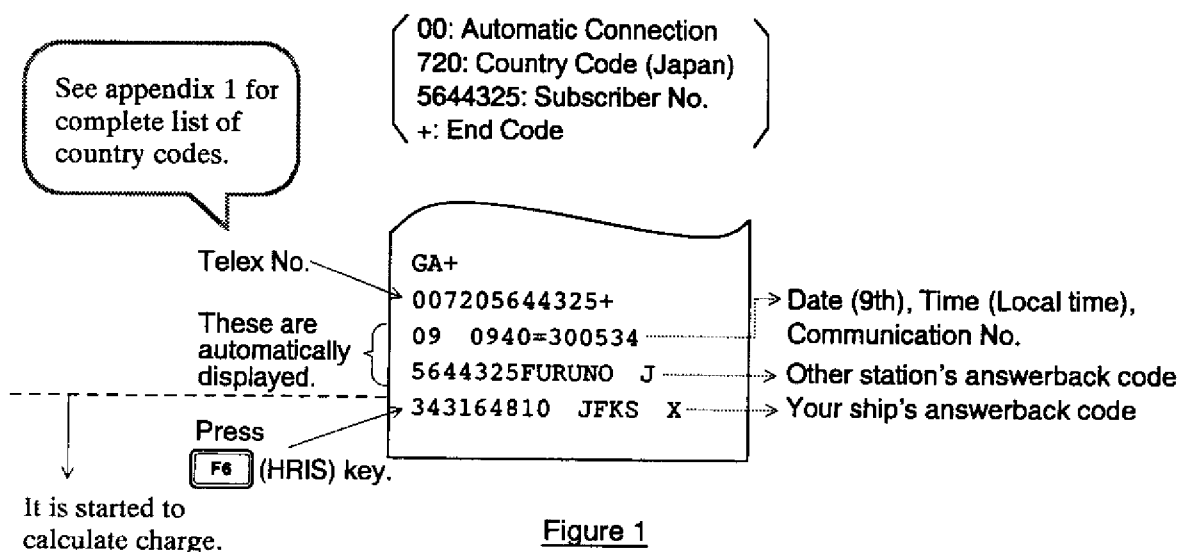 00: Automatic Connection
720: Country Code (Japan)
5644325: Subscriber No.
+: End Code
See appendix 1 for
complete list of
country codes.
Telex No.
GA+
007205644325+
These are
automatically
displayed.
09 0940=300534
Date (9th), Time (Local time),
Communication No.
5644325FURUNO J
Other station's answerback code
343164810 JFKS X
Your ship's answerback code
Press
F6 (HRIS) key.
It is started to
calculate charge.
Figure 1